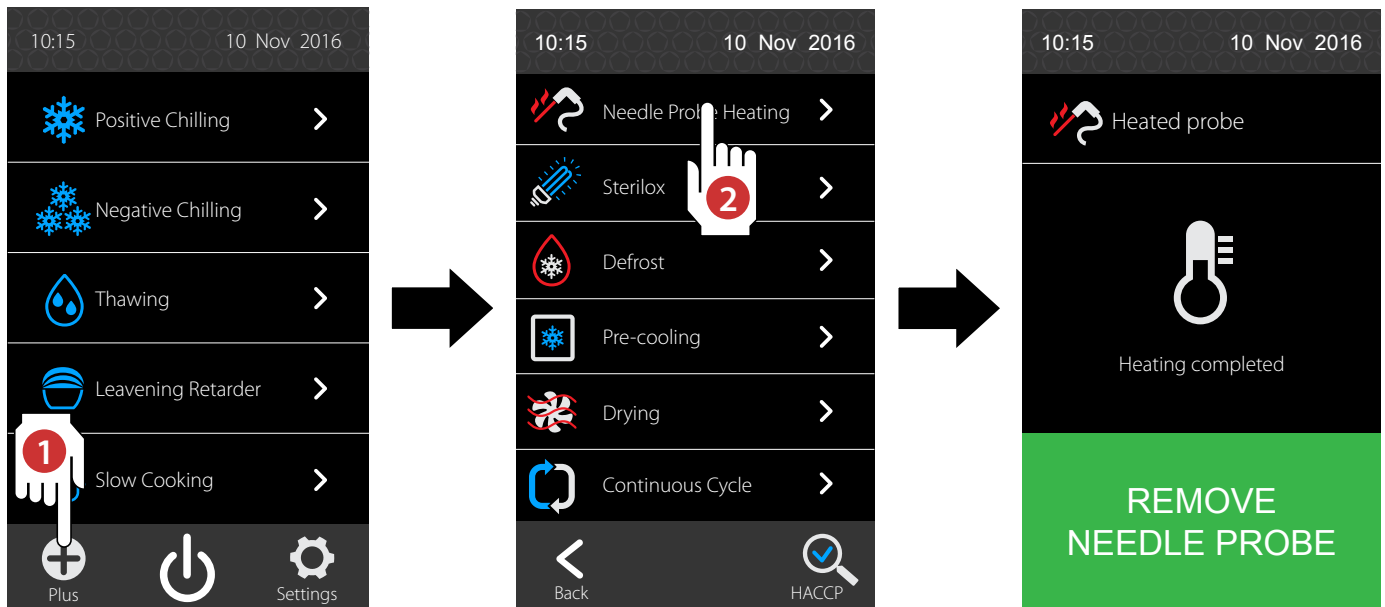 10:15 10 Nov 2016
Positive Chilling
Negative Chilling
Thawing
Leavening Retarder
1
Slow Cooking
Plus
Settings
10:15 10 Nov 2016
Needle Probe Heating
2
Sterilox
Defrost
Pre-cooling
Drying
Continuous Cycle
Back
HACCP
10:15 10 Nov 2016
Heated probe
Heating completed
REMOVE
NEEDLE PROBE